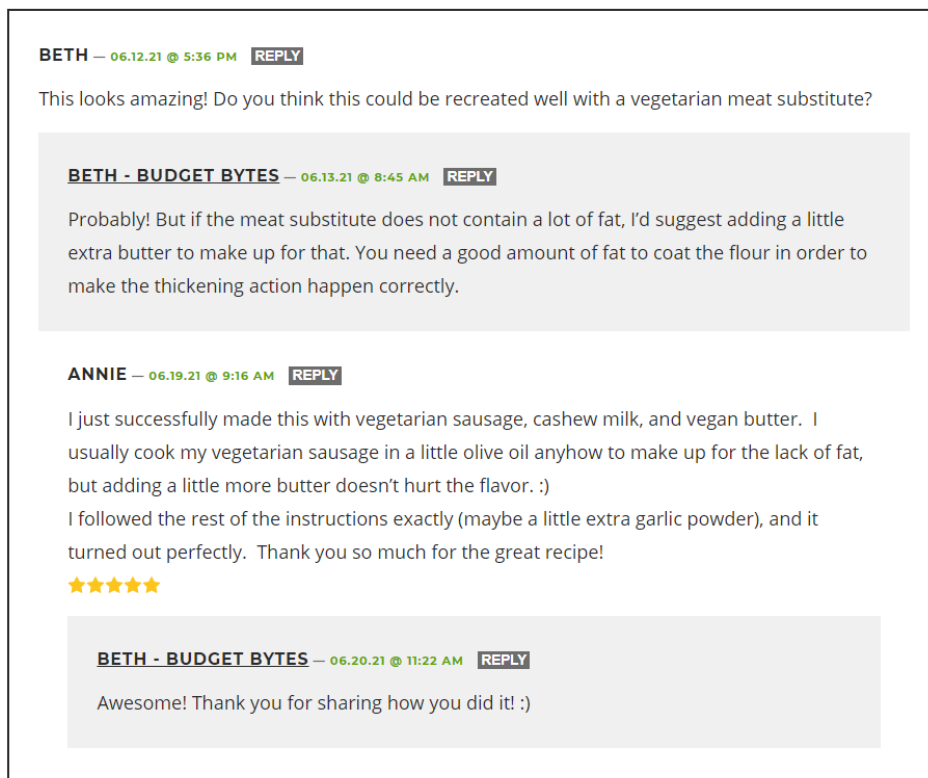 BETH — 06.12.21 @ 5:36 PM REPLY
This looks amazing! Do you think this could be recreated well with a vegetarian meat substitute?
BETH - BUDGET BYTES — 06.13.21 @ 8:45 AM REPLY
Probably! But if the meat substitute does not contain a lot of fat, I’d suggest adding a little
extra butter to make up for that. You need a good amount of fat to coat the flour in order to
make the thickening action happen correctly.
ANNIE — 06.19.21 @ 9:16 AM REPLY
I just successfully made this with vegetarian sausage, cashew milk, and vegan butter.  I
usually cook my vegetarian sausage in a little olive oil anyhow to make up for the lack of fat,
but adding a little more butter doesn’t hurt the flavor. :)
I followed the rest of the instructions exactly (maybe a little extra garlic powder), and it
turned out perfectly.  Thank you so much for the great recipe!
BETH - BUDGET BYTES — 06.20.21 @ 11:22 AM REPLY
Awesome! Thank you for sharing how you did it! :)